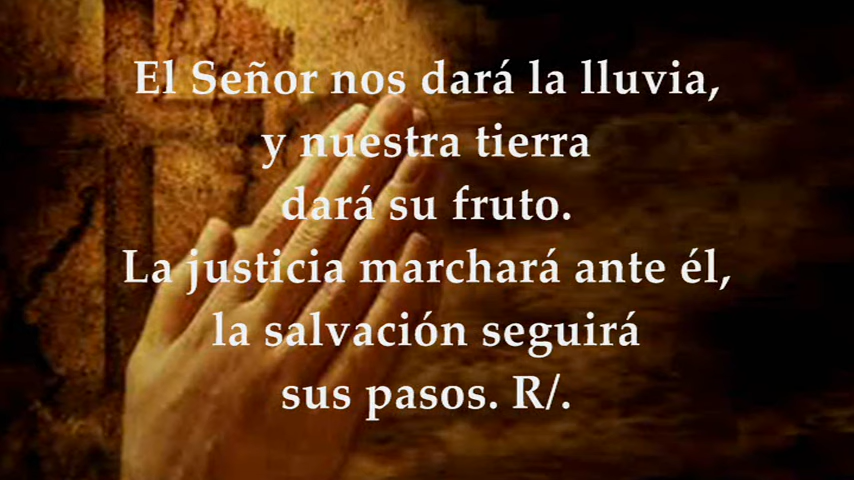 El Señor nos dará la lluvia,
y nuestra tierra
dará su fruto.
La justicia marchará ante él,
la salvación seguirá
sus pasos. R/.